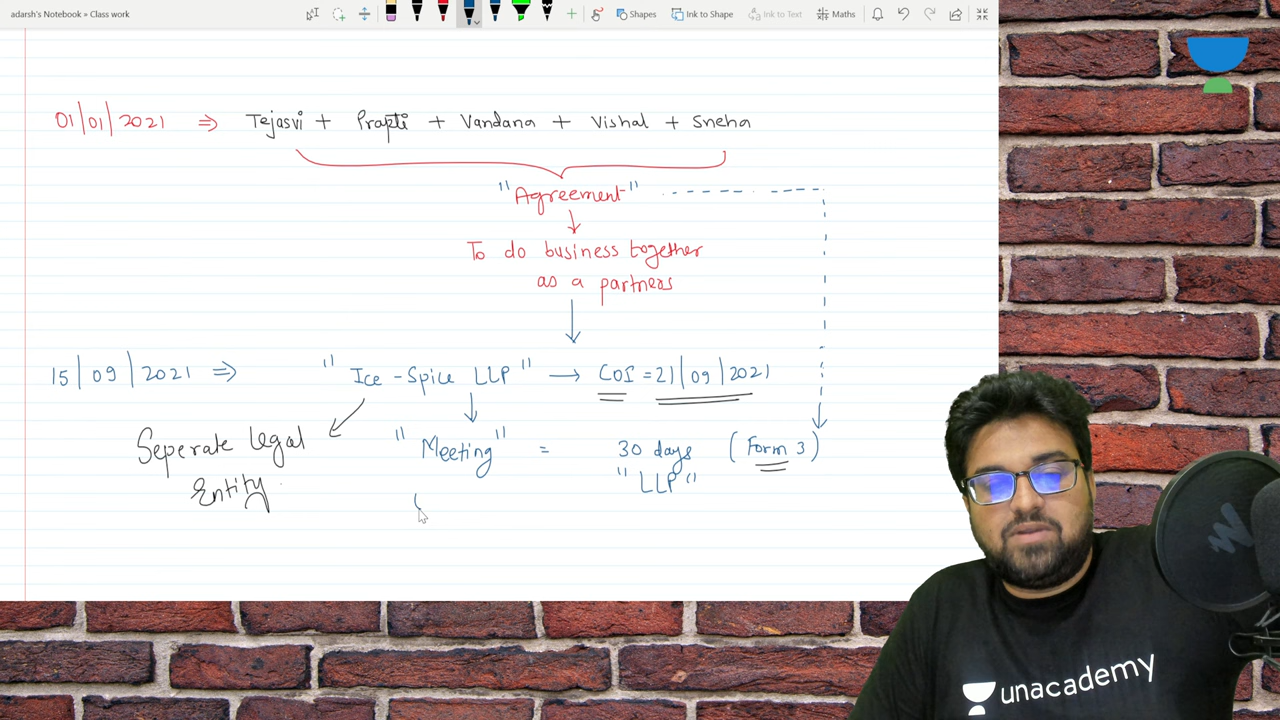 adarsh's Notebook » Class work
Shapes
Ink to Shape
Ink to Text
Maths
01/01/2021 ⇒ Tejasvi + Prapti + Vandana + Vishal + Sneha
"Agreement"
↓
To do business together
as a partners
↓
15/09/2021 ⇒ "Ice-Spice LLP" → COI = 21/09/2021
Seperate legal
Entity
"Meeting" = 30 days (Form 3)
"LLP"
W
unacademy